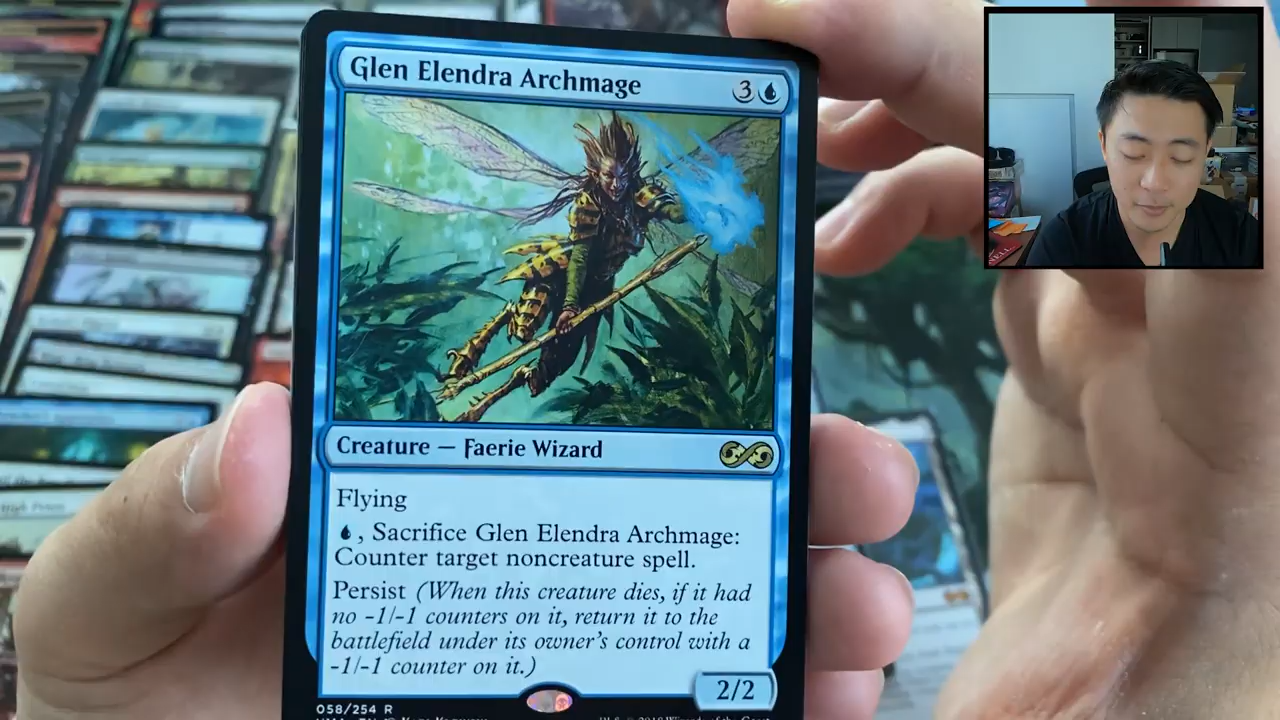 Glen Elendra Archmage
3
Creature — Faerie Wizard
Flying
, Sacrifice Glen Elendra Archmage:
Counter target noncreature spell.
Persist (When this creature dies, if it had
no -1/-1 counters on it, return it to the
battlefield under its owner's control with a
-1/-1 counter on it.)
2/2
058/254 R